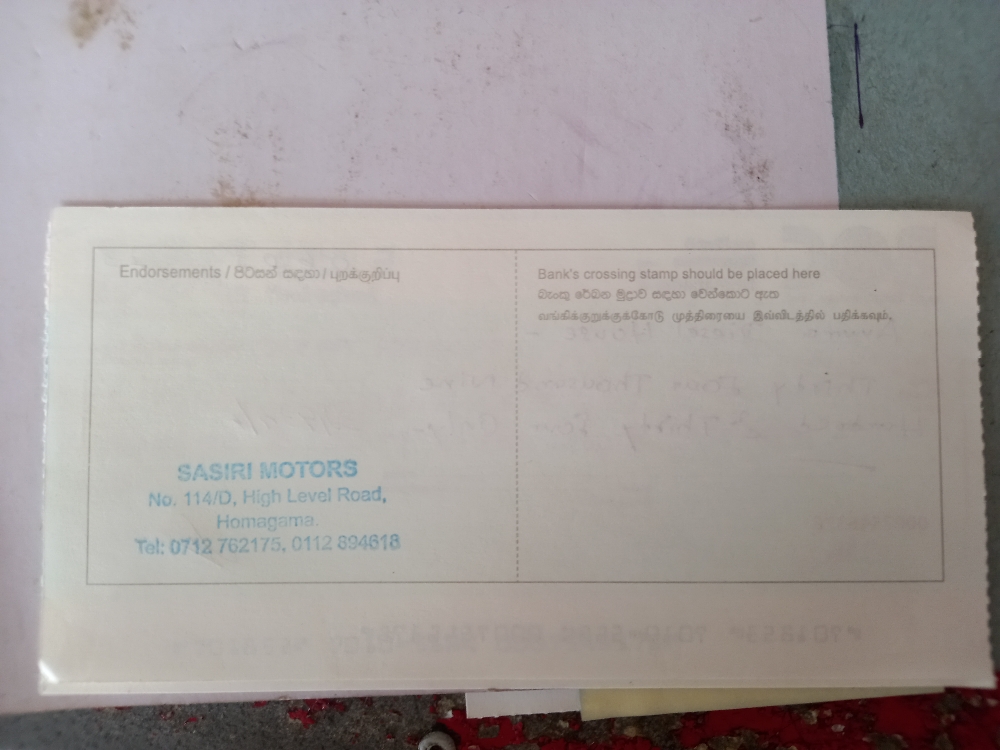 Endorsements / පිටසන් සඳහා / புறக்குறிப்பு
Bank's crossing stamp should be placed here
බැංකු රේඛන මුද්‍රාව සඳහා වෙන්කොට ඇත
வங்கிக்குறுக்குக்கோடு முத்திரையை இவ்விடத்தில் பதிக்கவும்.
SASIRI MOTORS
No. 114/D, High Level Road,
Homagama.
Tel: 0712 762175, 0112 894618